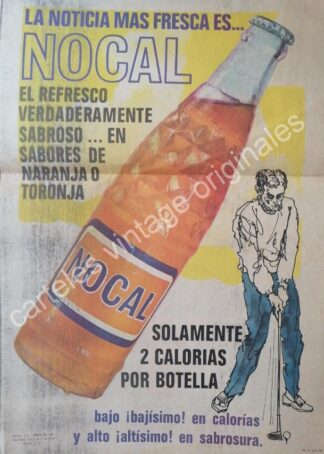 LA NOTICIA MAS FRESCA ES...
NOCAL
EL REFRESCO
VERDADERAMENTE
SABROSO ... EN
SABORES DE
NARANJA O
TORONJA
NOCAL
carteles vintage originales
SOLAMENTE
2 CALORIAS
POR BOTELLA
bajo ¡bajísimo! en calorías
y alto ¡altísimo! en sabrosura.